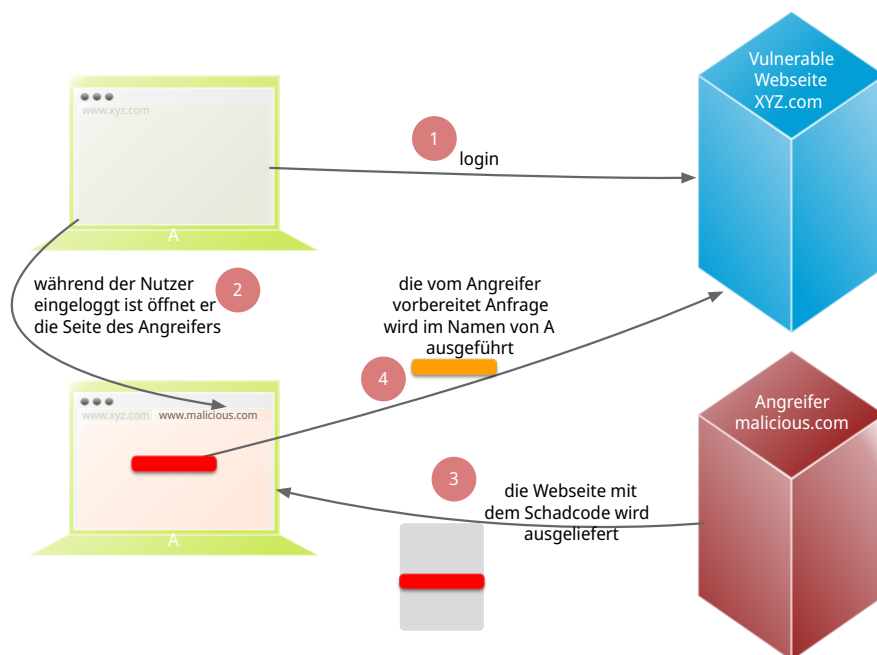 Vulnerable
Webseite
XYZ.com
www.xyz.com
1
login
A
während der Nutzer
eingeloggt ist öffnet er
die Seite des Angreifers
2
die vom Angreifer
vorbereitet Anfrage
wird im Namen von A
ausgeführt
4
www.xyz.com
www.malicious.com
Angreifer
malicious.com
3
die Webseite mit
dem Schadcode wird
ausgeliefert
A